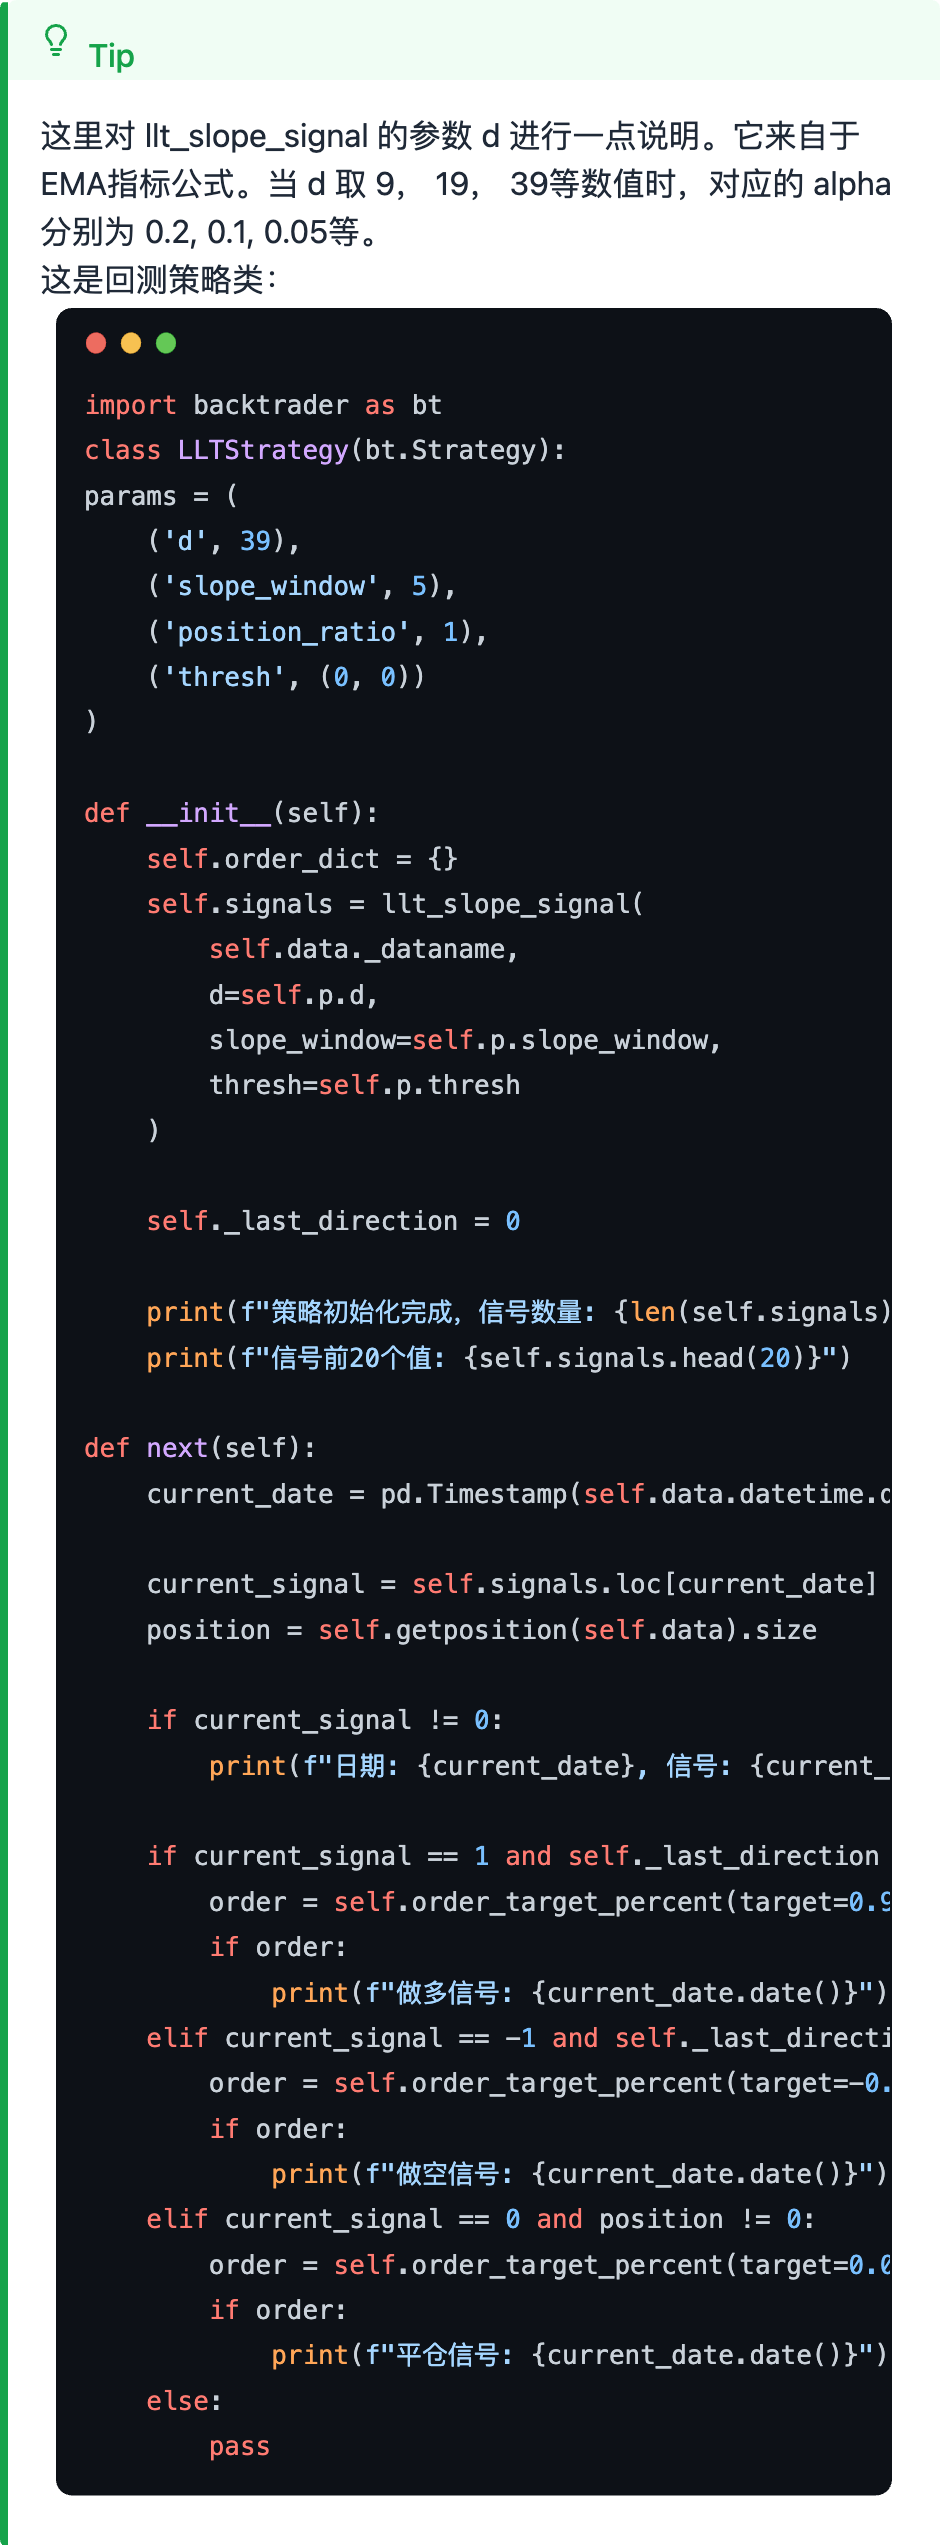 Tip
这里对 llt_slope_signal 的参数 d 进行一点说明。它来自于
EMA指标公式。当 d 取 9， 19， 39等数值时，对应的 alpha
分别为 0.2, 0.1, 0.05等。
这是回测策略类：
import backtrader as bt
class LLTStrategy(bt.Strategy):
params = (
    ('d', 39),
    ('slope_window', 5),
    ('position_ratio', 1),
    ('thresh', (0, 0))
)
def __init__(self):
    self.order_dict = {}
    self.signals = llt_slope_signal(
        self.data._dataname,
        d=self.p.d,
        slope_window=self.p.slope_window,
        thresh=self.p.thresh
    )
    self._last_direction = 0
    print(f"策略初始化完成，信号数量: {len(self.signals)
    print(f"信号前20个值: {self.signals.head(20)}")
def next(self):
    current_date = pd.Timestamp(self.data.datetime.
    current_signal = self.signals.loc[current_date]
    position = self.getposition(self.data).size
    if current_signal != 0:
        print(f"日期: {current_date}, 信号: {current_
    if current_signal == 1 and self._last_direction
        order = self.order_target_percent(target=0.9
        if order:
            print(f"做多信号: {current_date.date()}")
    elif current_signal == -1 and self._last_directi
        order = self.order_target_percent(target=-0.
        if order:
            print(f"做空信号: {current_date.date()}")
    elif current_signal == 0 and position != 0:
        order = self.order_target_percent(target=0.0
        if order:
            print(f"平仓信号: {current_date.date()}")
    else:
        pass